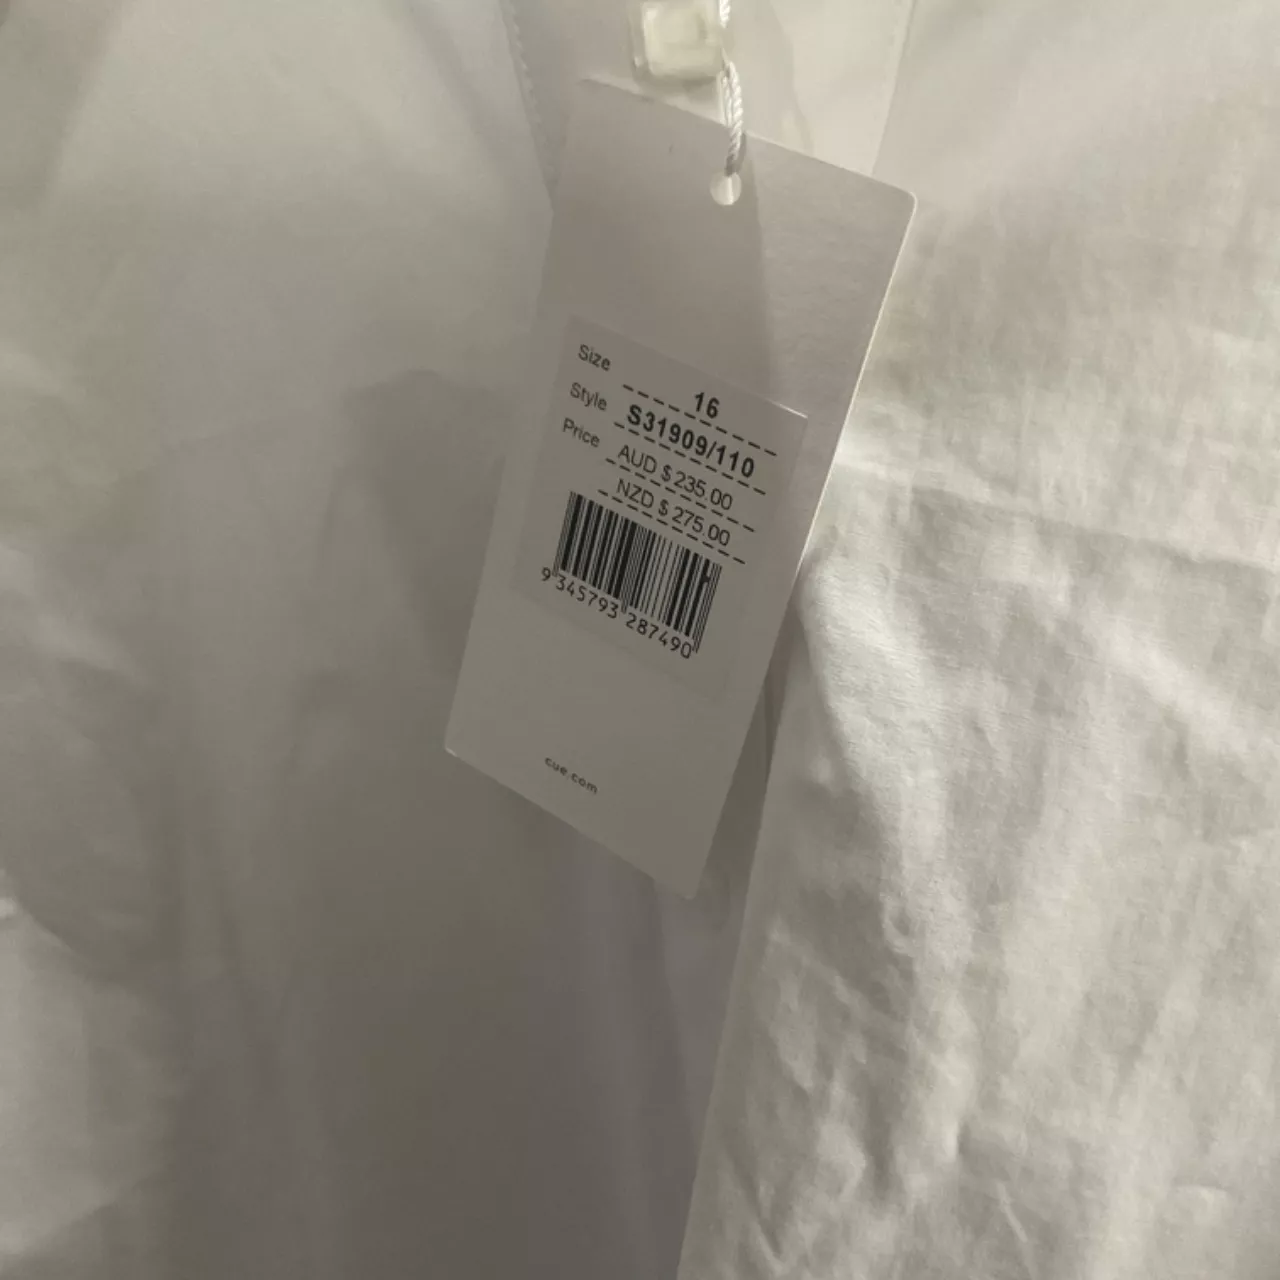 Size 16
Style S31909/110
Price AUD $235.00
NZD $275.00
9 345793 287490
cue.com